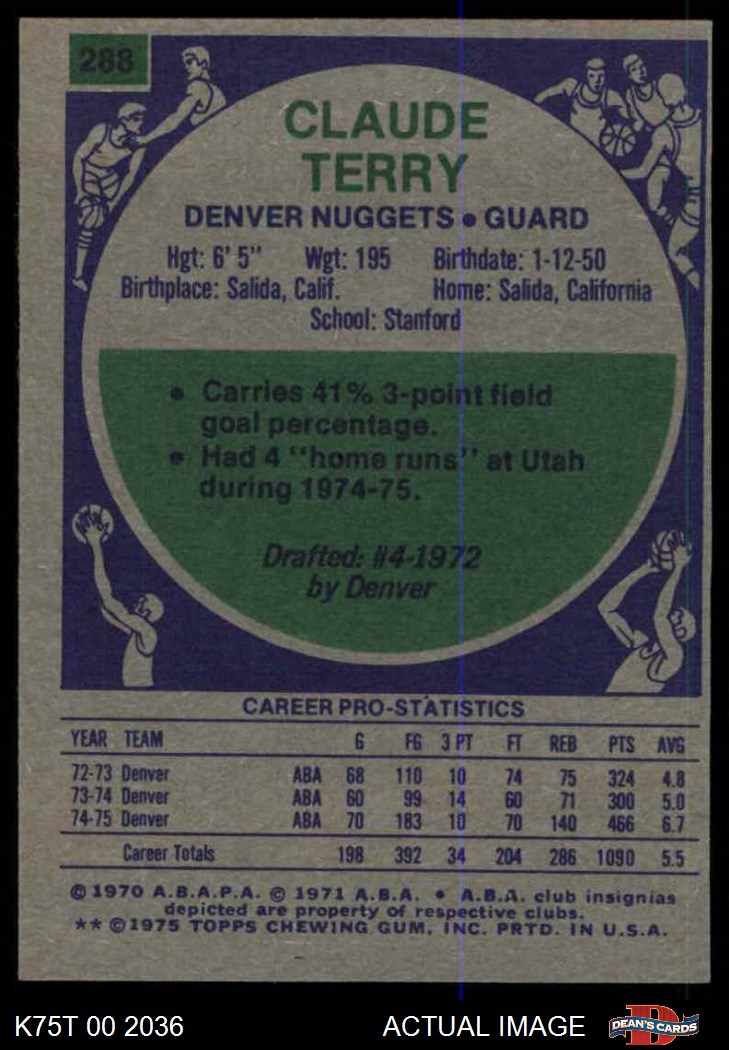 288
CLAUDE
TERRY
DENVER NUGGETS • GUARD
Hgt: 6' 5" Wgt: 195 Birthdate: 1-12-50
Birthplace: Salida, Calif. Home: Salida, California
School: Stanford
• Carries 41% 3-point field
goal percentage.
• Had 4 "home runs" at Utah
during 1974-75.
Drafted: #4-1972
by Denver
CAREER PRO-STATISTICS
YEAR TEAM G FG 3 PT FT REB PTS AVG
72-73 Denver ABA 68 110 10 74 75 324 4.8
73-74 Denver ABA 60 99 14 60 71 300 5.0
74-75 Denver ABA 70 183 10 70 140 466 6.7
Career Totals 198 392 34 204 286 1090 5.5
© 1970 A.B.A.P.A. © 1971 A.B.A. • A.B.A. club insignias
depicted are property of respective clubs.
** ©1975 TOPPS CHEWING GUM, INC. PRTD. IN U.S.A.
K75T 00 2036 ACTUAL IMAGE DEAN'S CARDS